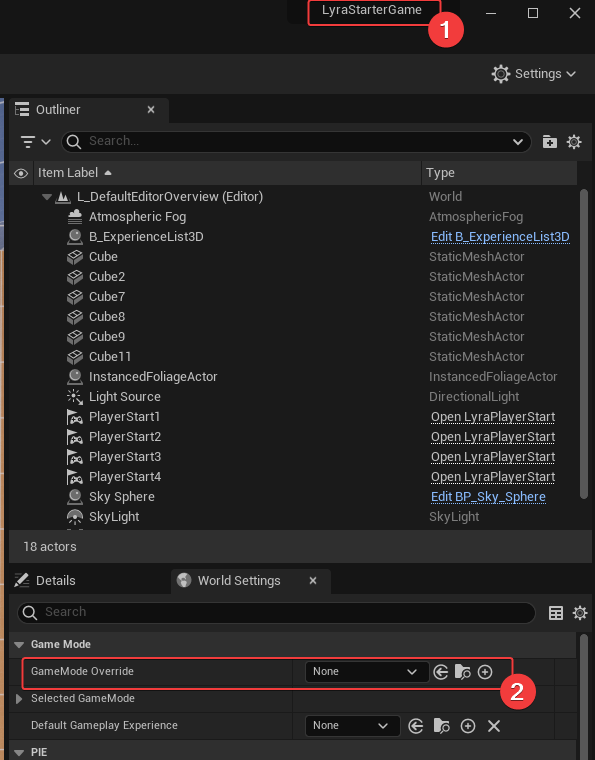 LyraStarterGame
1
Settings
Outliner
Search...
Item Label Type
L_DefaultEditorOverview (Editor) World
Atmospheric Fog AtmosphericFog
B_ExperienceList3D Edit B_ExperienceList3D
Cube StaticMeshActor
Cube2 StaticMeshActor
Cube7 StaticMeshActor
Cube8 StaticMeshActor
Cube9 StaticMeshActor
Cube11 StaticMeshActor
InstancedFoliageActor InstancedFoliageActor
Light Source DirectionalLight
PlayerStart1 Open LyraPlayerStart
PlayerStart2 Open LyraPlayerStart
PlayerStart3 Open LyraPlayerStart
PlayerStart4 Open LyraPlayerStart
Sky Sphere Edit BP_Sky_Sphere
SkyLight SkyLight
18 actors
Details World Settings
Search
Game Mode
GameMode Override None
2
Selected GameMode
Default Gameplay Experience None
PIE